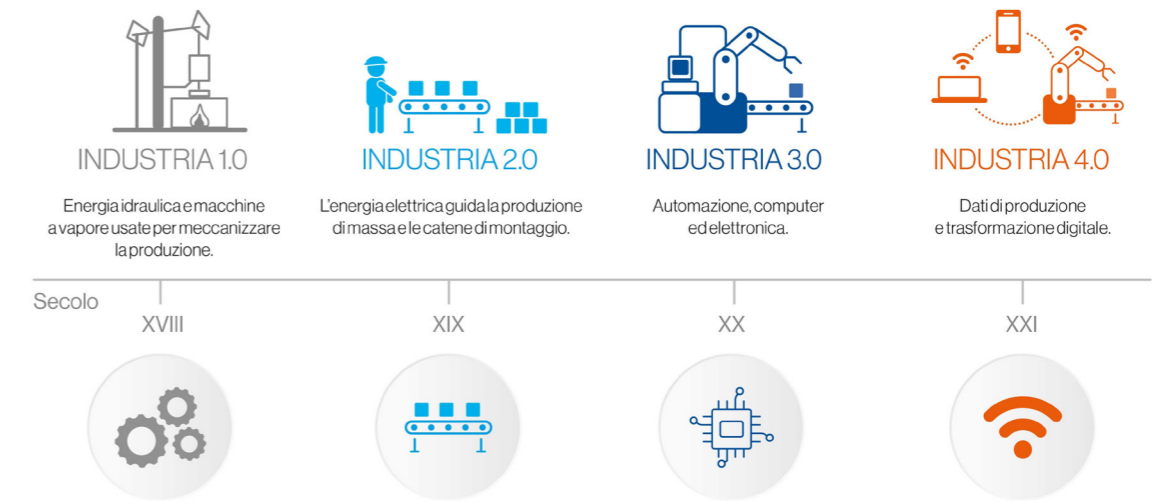 INDUSTRIA 1.0
Energia idraulica e macchine
a vapore usate per meccanizzare
la produzione.
INDUSTRIA 2.0
L'energia elettrica guida la produzione
di massa e le catene di montaggio.
INDUSTRIA 3.0
Automazione, computer
ed elettronica.
INDUSTRIA 4.0
Dati di produzione
e trasformazione digitale.
Secolo
XVIII
XIX
XX
XXI